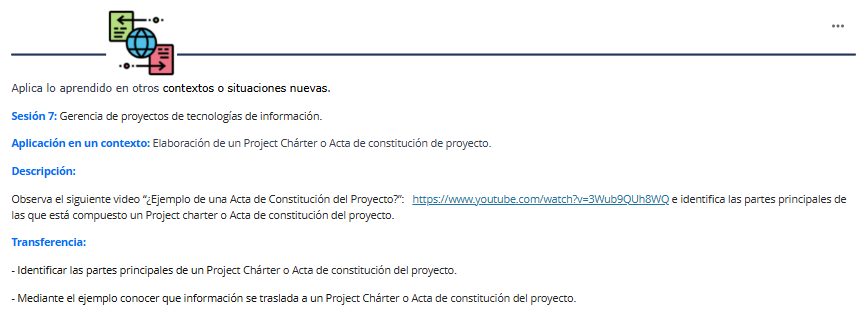 Aplica lo aprendido en otros contextos o situaciones nuevas.
Sesión 7: Gerencia de proyectos de tecnologías de información.
Aplicación en un contexto: Elaboración de un Project Chárter o Acta de constitución de proyecto.
Descripción:
Observa el siguiente video “¿Ejemplo de una Acta de Constitución del Proyecto?”: https://www.youtube.com/watch?v=3Wub9QUh8WQ e identifica las partes principales de
las que está compuesto un Project charter o Acta de constitución del proyecto.
Transferencia:
- Identificar las partes principales de un Project Chárter o Acta de constitución del proyecto.
- Mediante el ejemplo conocer que información se traslada a un Project Chárter o Acta de constitución del proyecto.